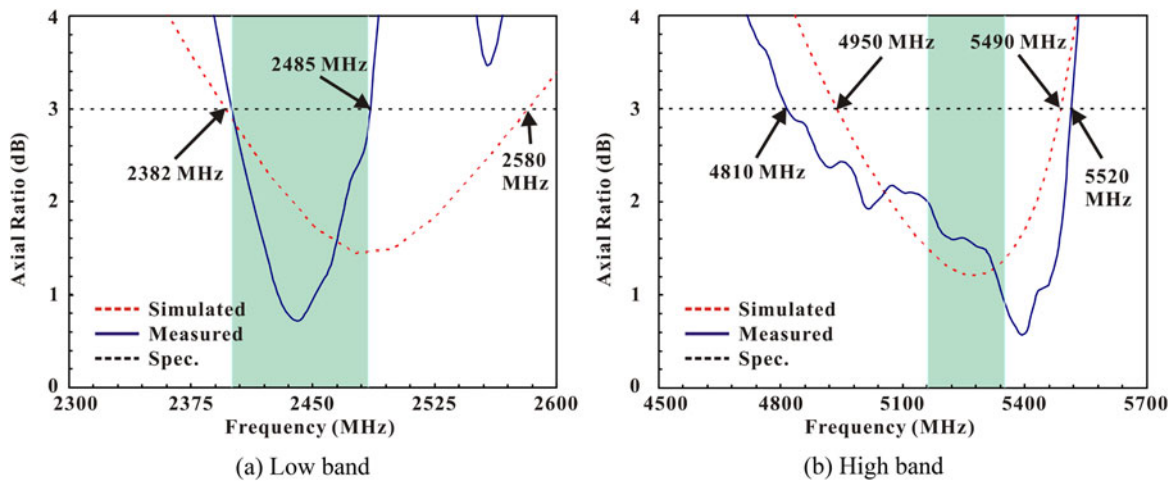 4
3
2
1
0
Axial Ratio (dB)
2485 MHz
2382 MHz
2580
MHz
Simulated
Measured
Spec.
2300 2375 2450 2525 2600
Frequency (MHz)
(a) Low band
4
3
2
1
0
Axial Ratio (dB)
4950 MHz
5490 MHz
4810 MHz
5520
MHz
Simulated
Measured
Spec.
4500 4800 5100 5400 5700
Frequency (MHz)
(b) High band